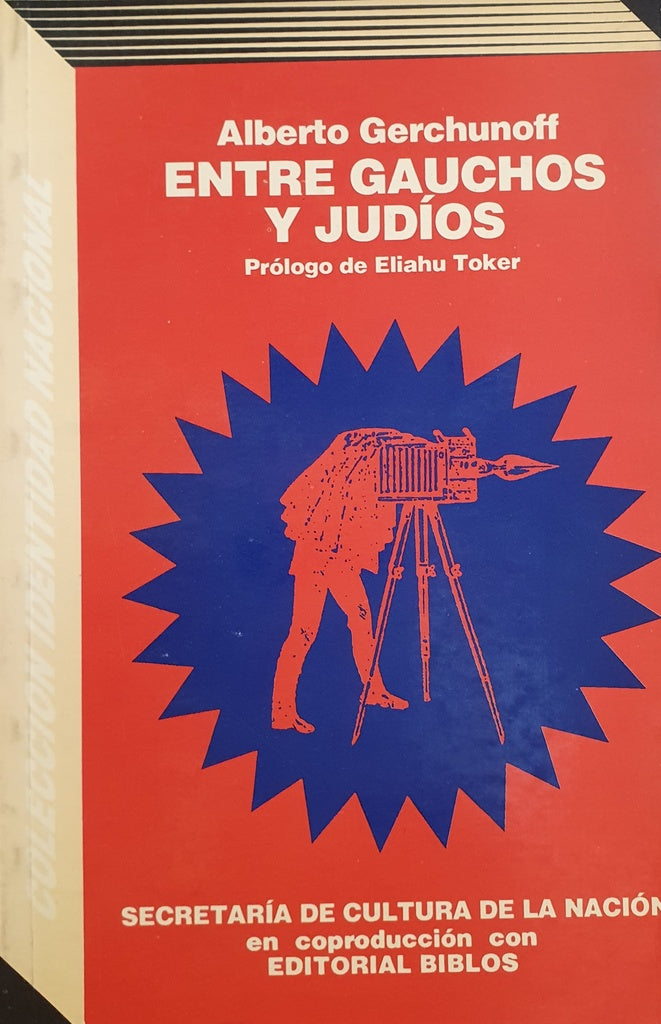 Alberto Gerchunoff
ENTRE GAUCHOS
Y JUDÍOS
Prólogo de Eliahu Toker
COLECCION IDENTIDAD NACIONAL
SECRETARÍA DE CULTURA DE LA NACIÓN
en coproducción con
EDITORIAL BIBLOS